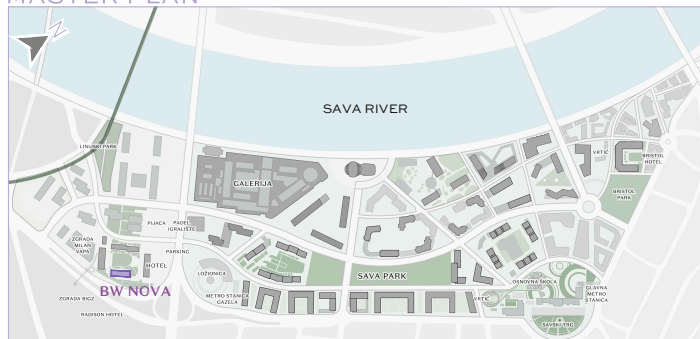 MASTER PLAN
N
SAVA RIVER
LINIJSKI PARK
GALERIJA
VRTIĆ
BRISTOL
HOTEL
BRISTOL
PARK
PIJACA
PADEL
IGRALIŠTE
ZGRADA
MILAN
VAPA
PARKING
HOTEL
LOŽIONICA
SAVA PARK
BW NOVA
METRO STANICA
GAZELA
VRTIĆ
OSNOVNA ŠKOLA
GLAVNA
METRO
STANICA
ZGRADA BIGZ
RADISON HOTEL
SAVSKI TRG